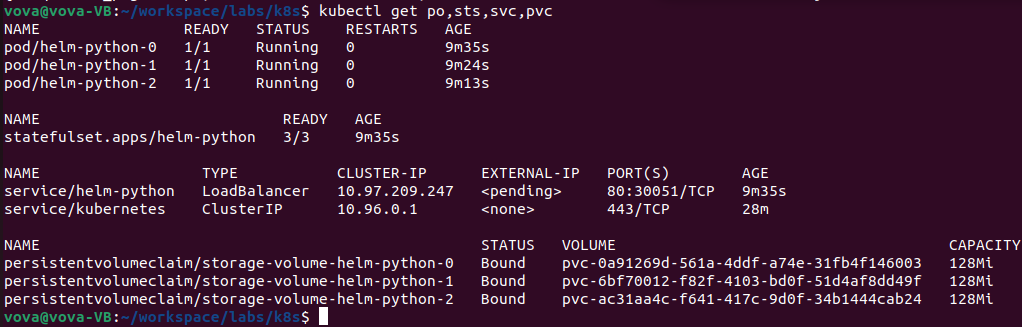 vova@vova-VB:~/workspace/labs/k8s$ kubectl get po,sts,svc,pvc
NAME                READY   STATUS    RESTARTS   AGE
pod/helm-python-0   1/1     Running   0          9m35s
pod/helm-python-1   1/1     Running   0          9m24s
pod/helm-python-2   1/1     Running   0          9m13s
NAME                           READY   AGE
statefulset.apps/helm-python   3/3     9m35s
NAME                  TYPE           CLUSTER-IP      EXTERNAL-IP   PORT(S)        AGE
service/helm-python   LoadBalancer   10.97.209.247   <pending>     80:30051/TCP   9m35s
service/kubernetes    ClusterIP      10.96.0.1       <none>        443/TCP        28m
NAME                                                 STATUS   VOLUME                                     CAPACITY
persistentvolumeclaim/storage-volume-helm-python-0   Bound    pvc-0a91269d-561a-4ddf-a74e-31fb4f146003   128Mi
persistentvolumeclaim/storage-volume-helm-python-1   Bound    pvc-6bf70012-f82f-4103-bd0f-51d4af8dd49f   128Mi
persistentvolumeclaim/storage-volume-helm-python-2   Bound    pvc-ac31aa4c-f641-417c-9d0f-34b1444cab24   128Mi
vova@vova-VB:~/workspace/labs/k8s$